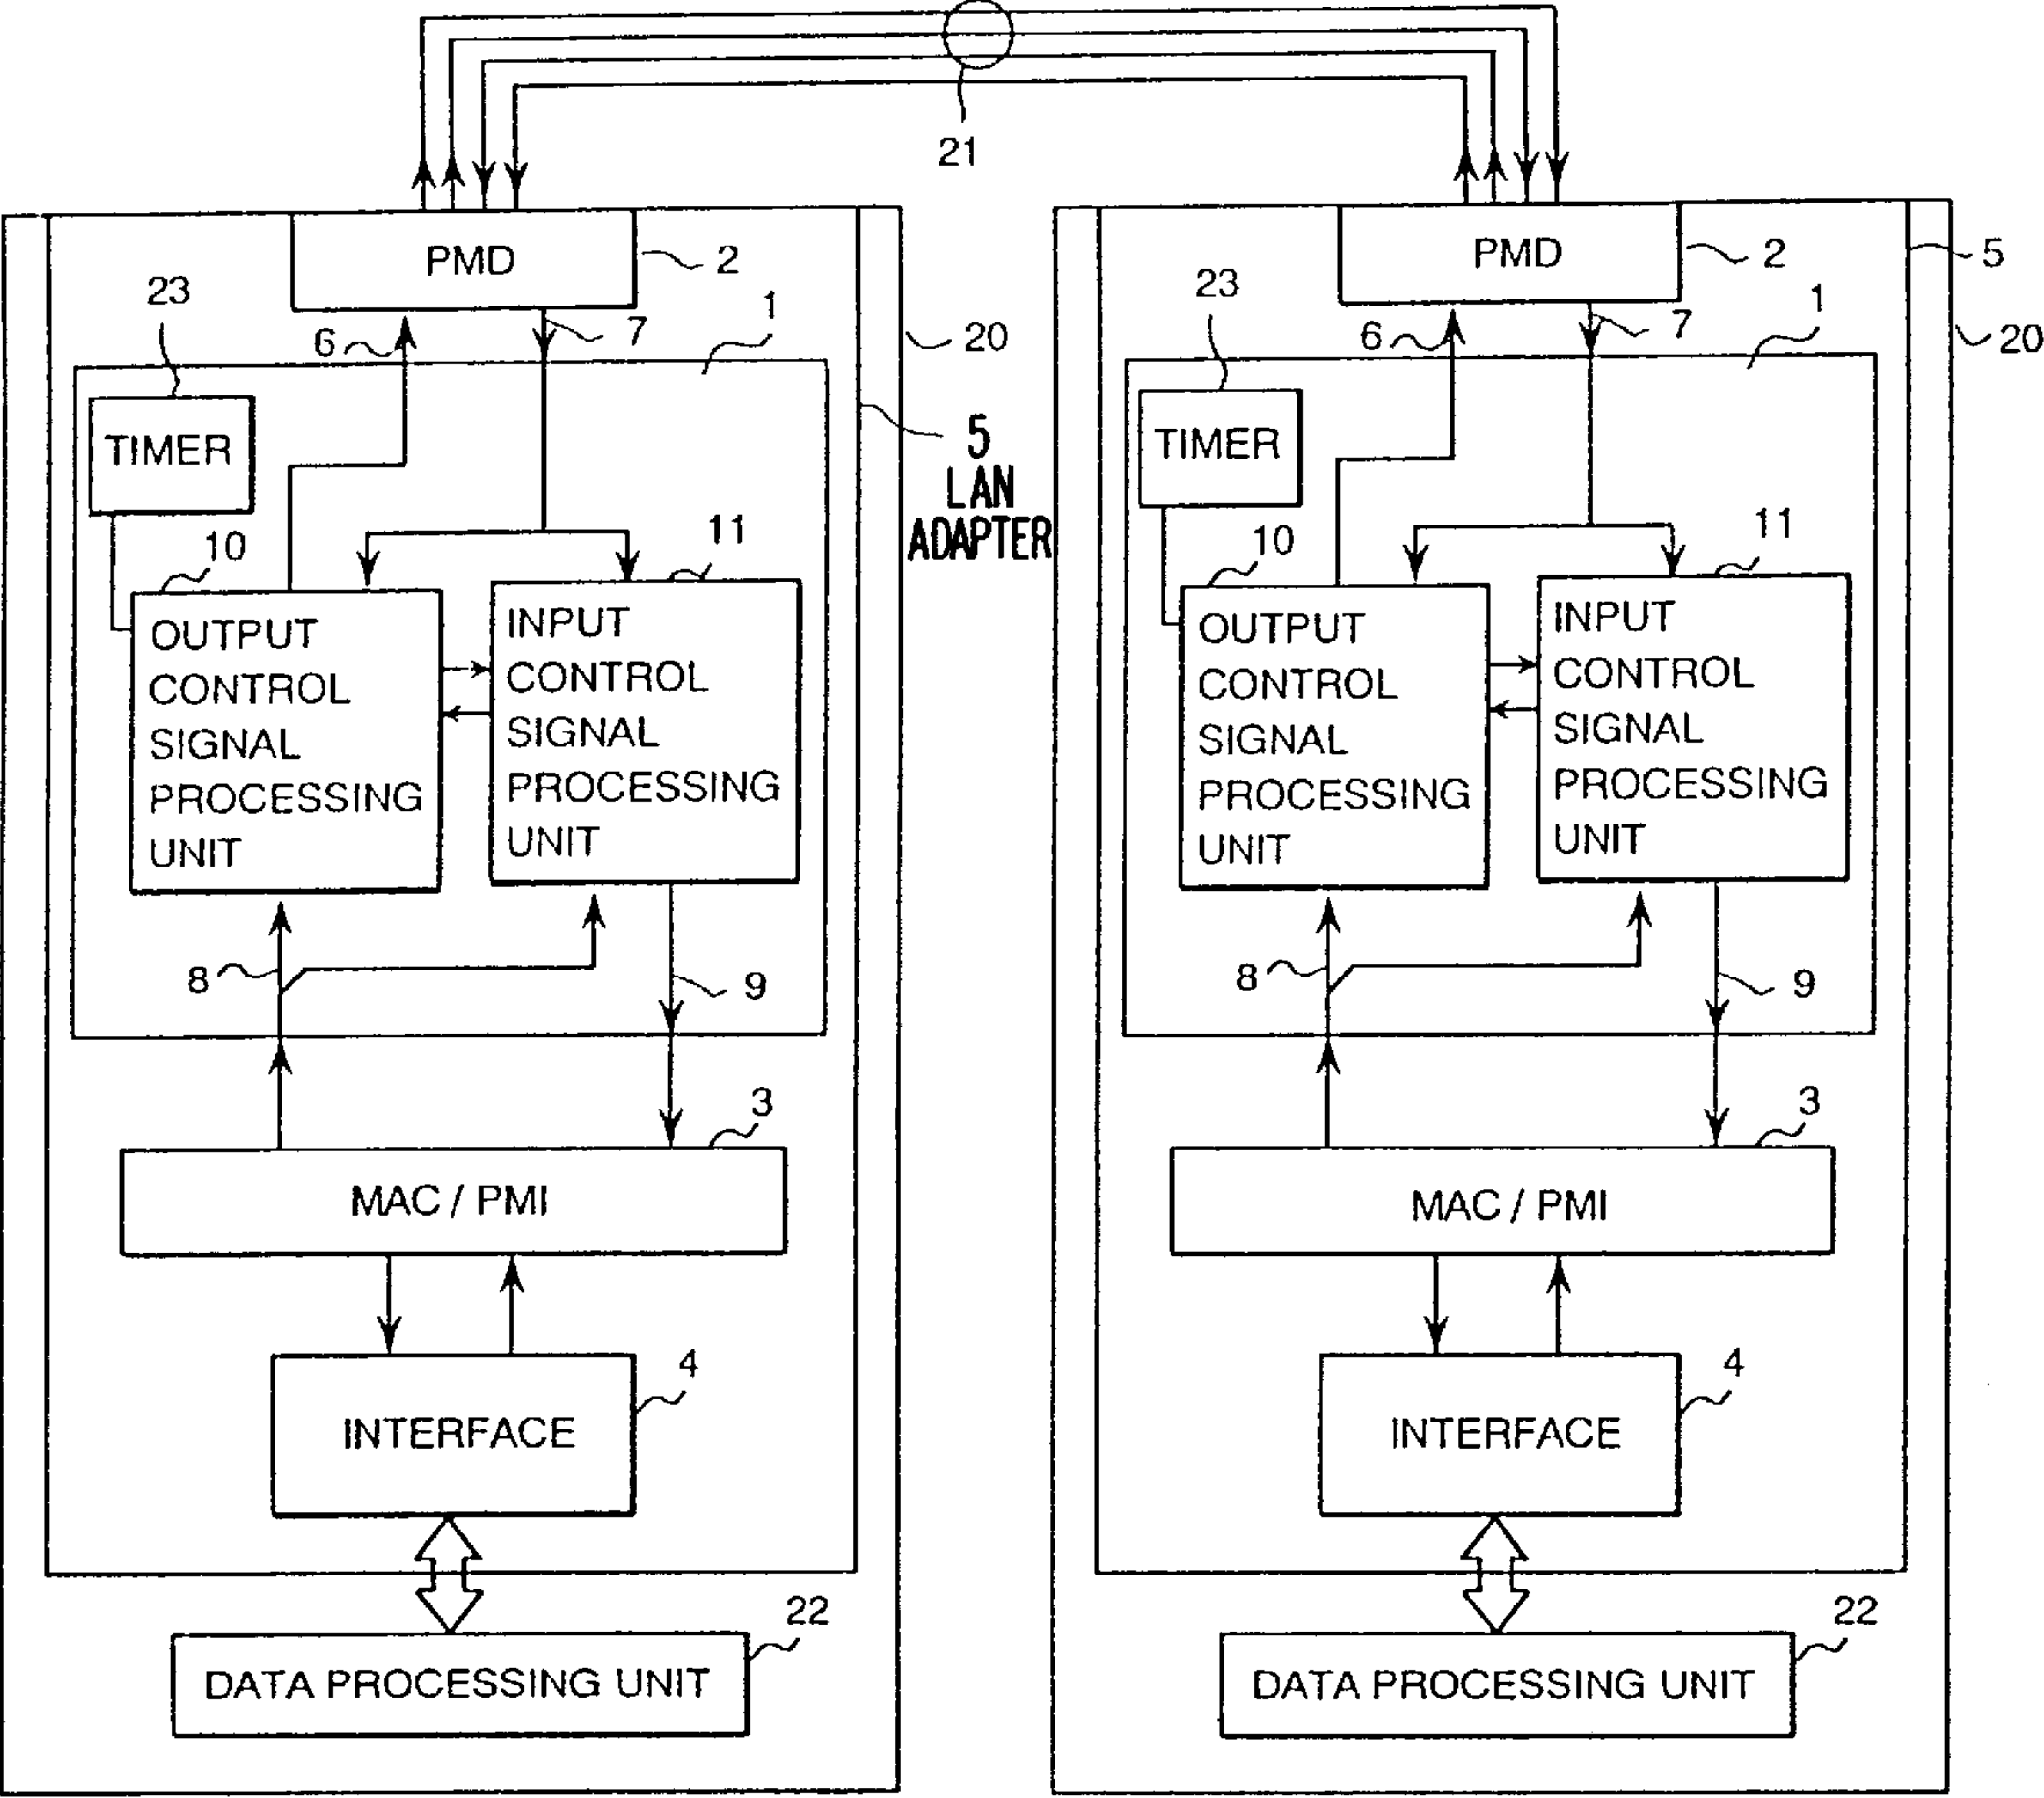 21
PMD
2
23
1
6
7
20
TIMER
5
LAN
ADAPTER
10
11
OUTPUT
CONTROL
SIGNAL
PROCESSING
UNIT
INPUT
CONTROL
SIGNAL
PROCESSING
UNIT
8
9
3
MAC / PMI
4
INTERFACE
22
DATA PROCESSING UNIT
PMD
2
5
23
1
6
7
20
TIMER
10
11
OUTPUT
CONTROL
SIGNAL
PROCESSING
UNIT
INPUT
CONTROL
SIGNAL
PROCESSING
UNIT
8
9
3
MAC / PMI
4
INTERFACE
22
DATA PROCESSING UNIT